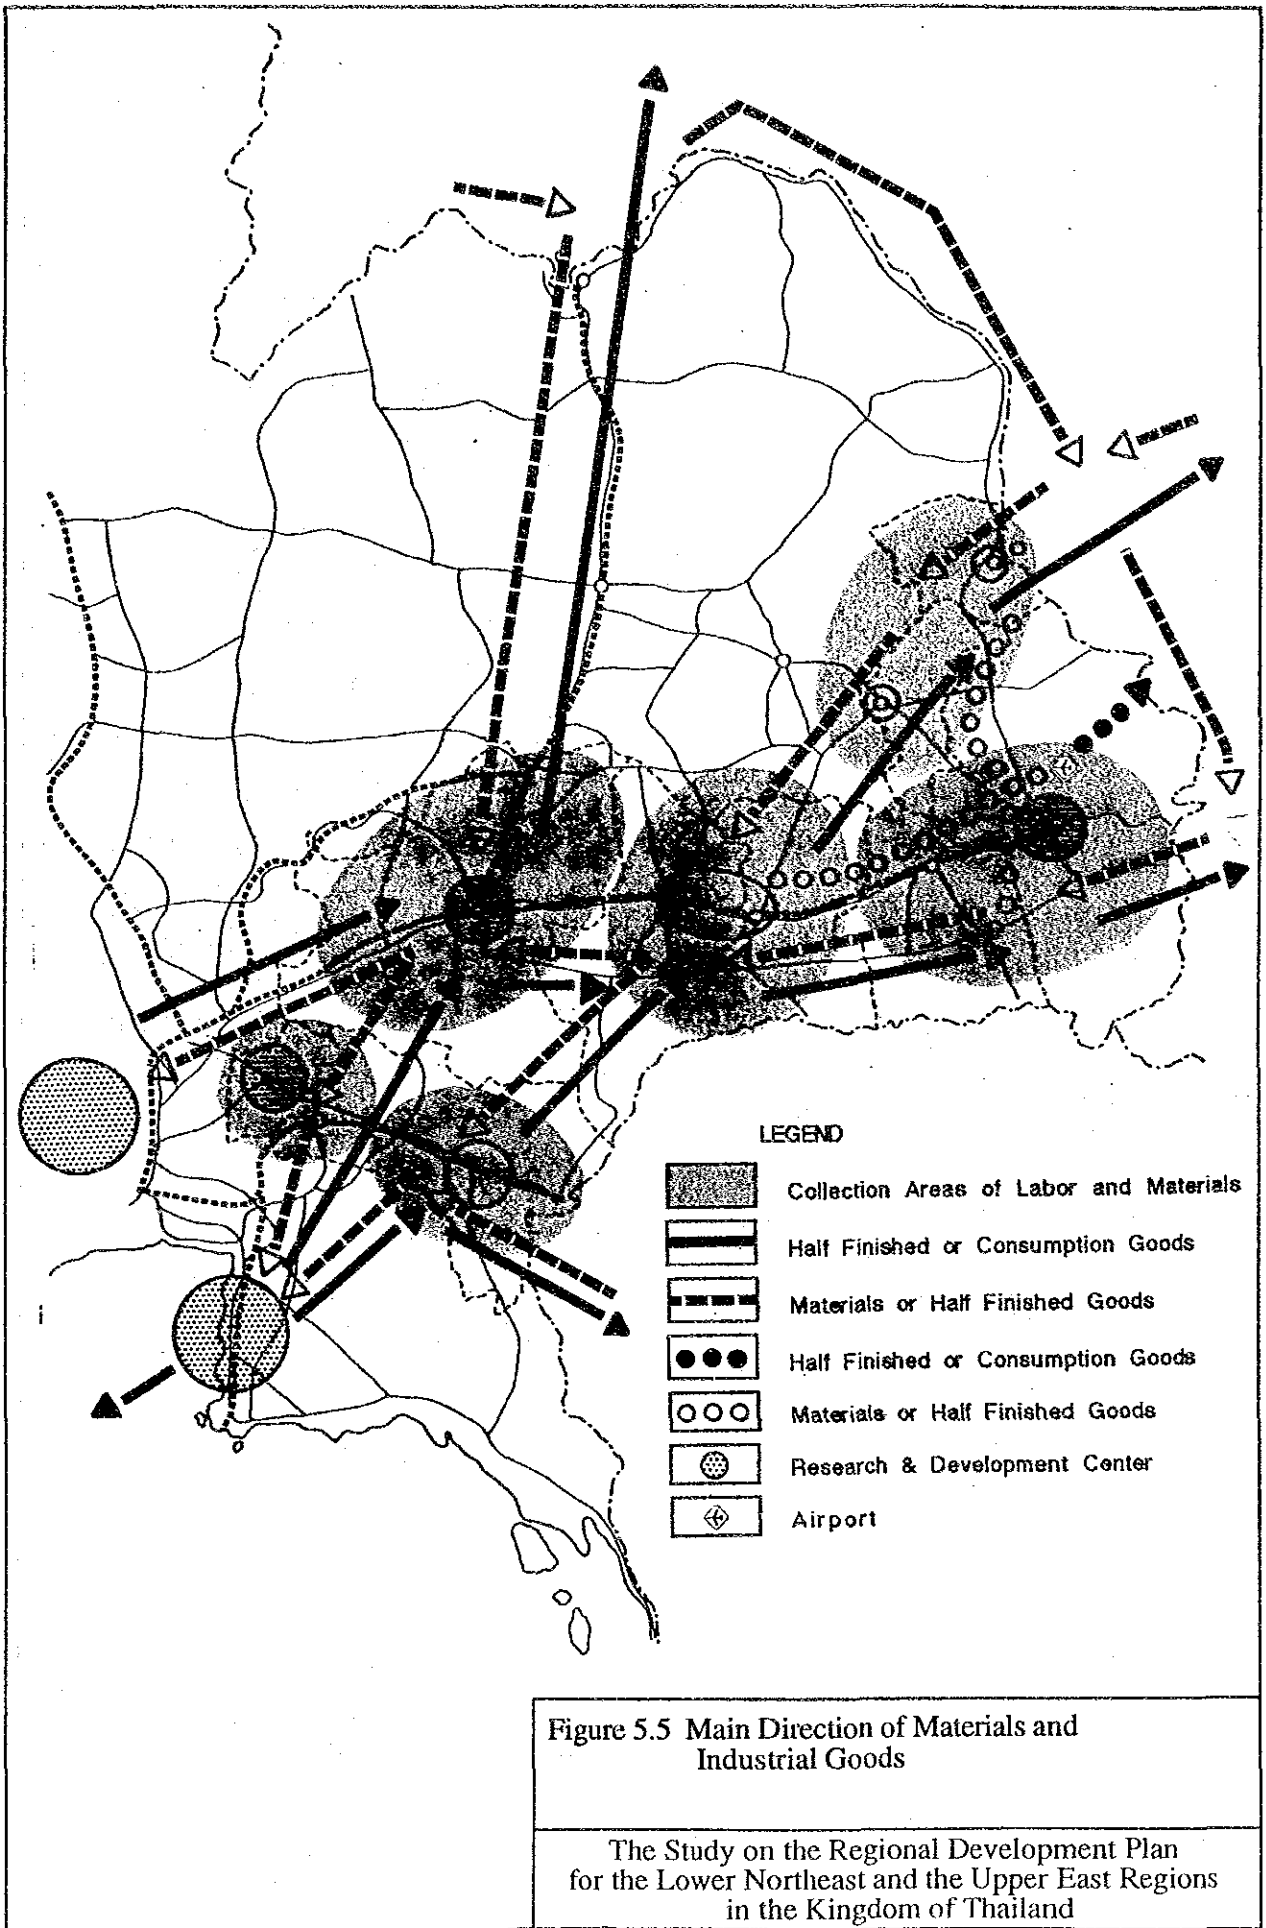 LEGEND
Collection Areas of Labor and Materials
Half Finished or Consumption Goods
Materials or Half Finished Goods
Half Finished or Consumption Goods
Materials or Half Finished Goods
Research & Development Center
Airport
Figure 5.5 Main Direction of Materials and
Industrial Goods
The Study on the Regional Development Plan
for the Lower Northeast and the Upper East Regions
in the Kingdom of Thailand